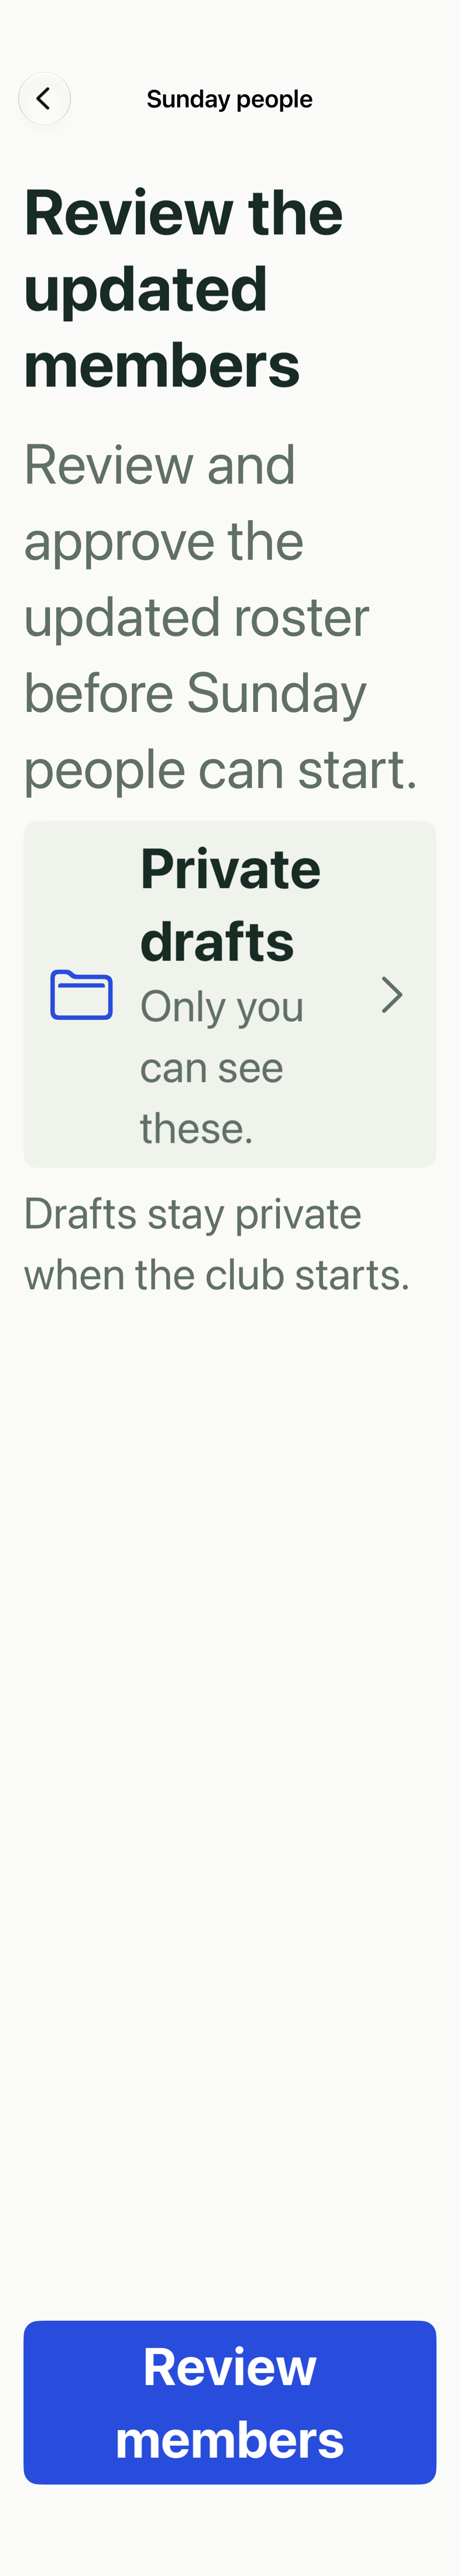 Sunday people
Review the
updated
members
Review and
approve the
updated roster
before Sunday
people can start.
Private
drafts
Only you
can see
these.
Drafts stay private
when the club starts.
Review
members